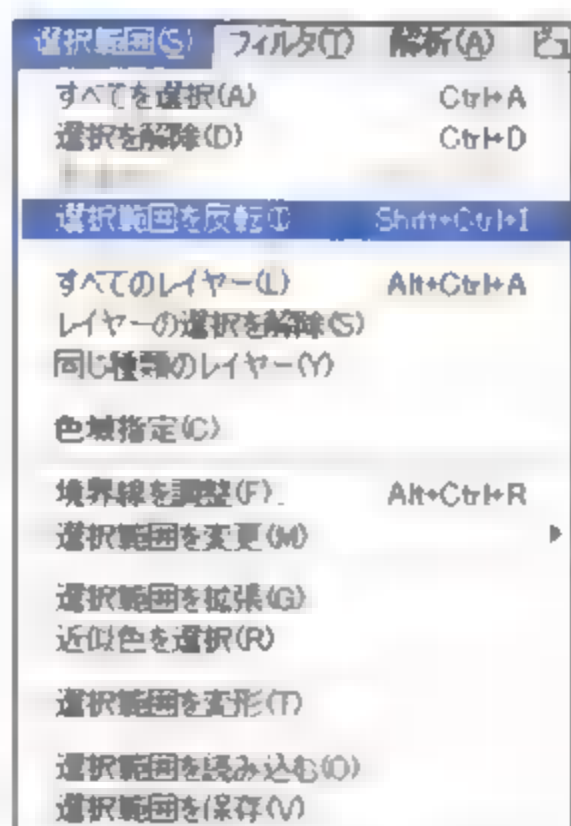 選択範囲(S) フィルタ(T) 解析(A) ビュ
すべてを選択(A) Ctrl+A
選択を解除(D) Ctrl+D
選択範囲を反転(I) Shift+Ctrl+I
すべてのレイヤー(L) Alt+Ctrl+A
レイヤーの選択を解除(S)
同じ種類のレイヤー(Y)
色域指定(C)
境界線を調整(F)... Alt+Ctrl+R
選択範囲を変更(M)
選択範囲を拡張(G)
近似色を選択(R)
選択範囲を変形(T)
選択範囲を読み込む(O)
選択範囲を保存(V)